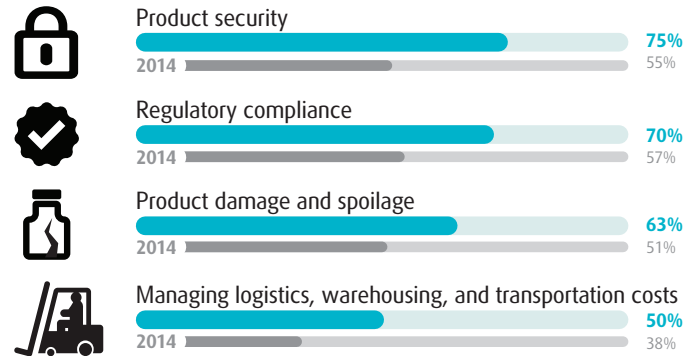 Product security
75%
2014 55%
Regulatory compliance
70%
2014 57%
Product damage and spoilage
63%
2014 51%
Managing logistics, warehousing, and transportation costs
50%
2014 38%